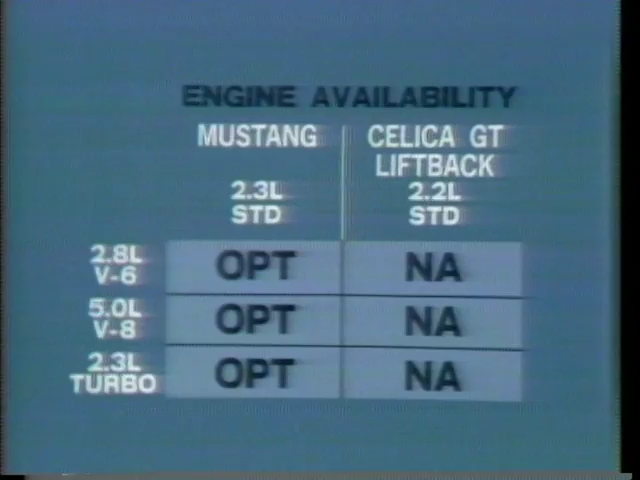 ENGINE AVAILABILITY
MUSTANG
CELICA GT
LIFTBACK
2.3L
STD
2.2L
STD
2.8L
V-6
OPT
NA
5.0L
V-8
OPT
NA
2.3L
TURBO
OPT
NA